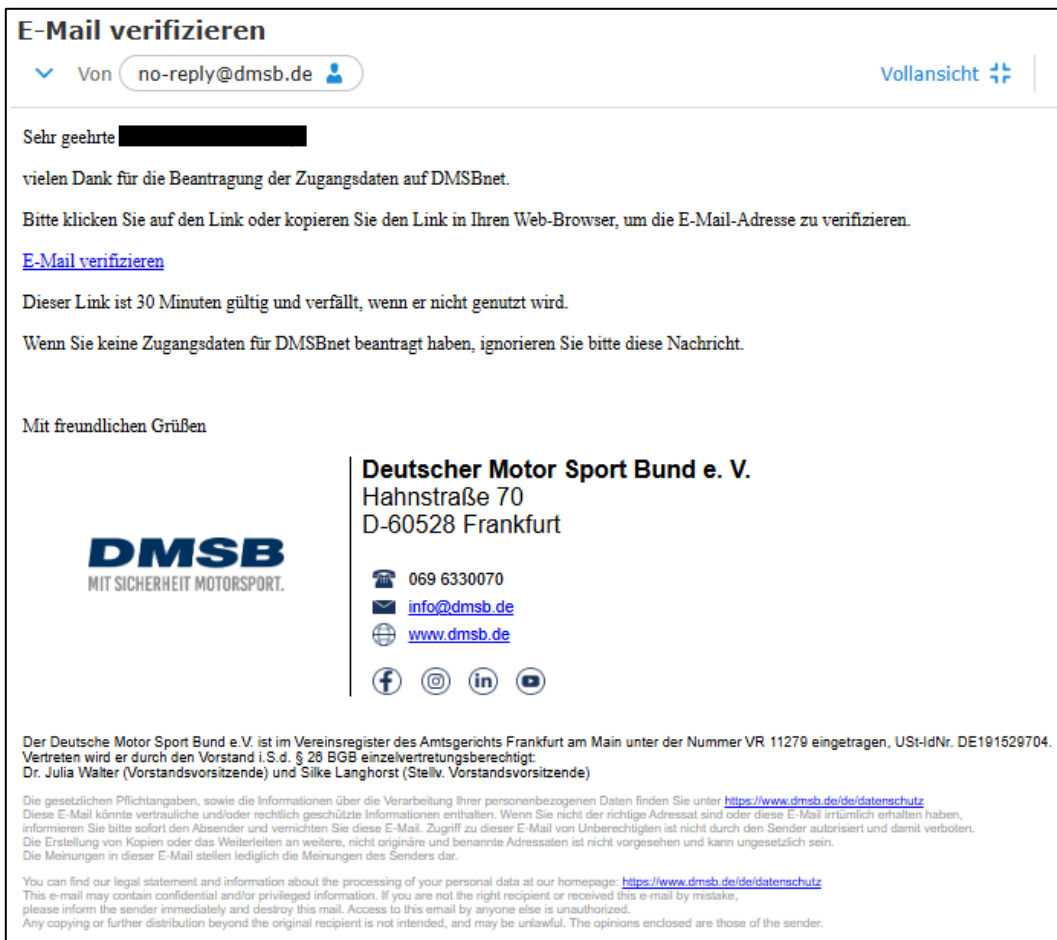 E-Mail verifizieren
Von no-reply@dmsb.de
Vollansicht
Sehr geehrte
vielen Dank für die Beantragung der Zugangsdaten auf DMSBnet.
Bitte klicken Sie auf den Link oder kopieren Sie den Link in Ihren Web-Browser, um die E-Mail-Adresse zu verifizieren.
E-Mail verifizieren
Dieser Link ist 30 Minuten gültig und verfällt, wenn er nicht genutzt wird.
Wenn Sie keine Zugangsdaten für DMSBnet beantragt haben, ignorieren Sie bitte diese Nachricht.
Mit freundlichen Grüßen
DMSB
MIT SICHERHEIT MOTORSPORT.
Deutscher Motor Sport Bund e. V.
Hahnstraße 70
D-60528 Frankfurt
069 6330070
info@dmsb.de
www.dmsb.de
Der Deutsche Motor Sport Bund e.V. ist im Vereinsregister des Amtsgerichts Frankfurt am Main unter der Nummer VR 11279 eingetragen, USt-IdNr. DE191529704.
Vertreten wird er durch den Vorstand i.S.d. § 26 BGB einzelvertretungsberechtigt:
Dr. Julia Walter (Vorstandsvorsitzende) und Silke Langhorst (Stellv. Vorstandsvorsitzende)
Die gesetzlichen Pflichtangaben, sowie die Informationen über die Verarbeitung Ihrer personenbezogenen Daten finden Sie unter https://www.dmsb.de/de/datenschutz
Diese E-Mail könnte vertrauliche und/oder rechtlich geschützte Informationen enthalten. Wenn Sie nicht der richtige Adressat sind oder diese E-Mail irrtümlich erhalten haben,
informieren Sie bitte sofort den Absender und vernichten Sie diese E-Mail. Zugriff zu dieser E-Mail von Unberechtigten ist nicht durch den Sender autorisiert und damit verboten.
Die Erstellung von Kopien oder das Weiterleiten an weitere, nicht originäre und benannte Adressaten ist nicht vorgesehen und kann ungesetzlich sein.
Die Meinungen in dieser E-Mail stellen lediglich die Meinungen des Senders dar.
You can find our legal statement and information about the processing of your personal data at our homepage: https://www.dmsb.de/de/datenschutz
This e-mail may contain confidential and/or privileged information. If you are not the right recipient or received this e-mail by mistake,
please inform the sender immediately and destroy this mail. Access to this email by anyone else is unauthorized.
Any copying or further distribution beyond the original recipient is not intended, and may be unlawful. The opinions enclosed are those of the sender.